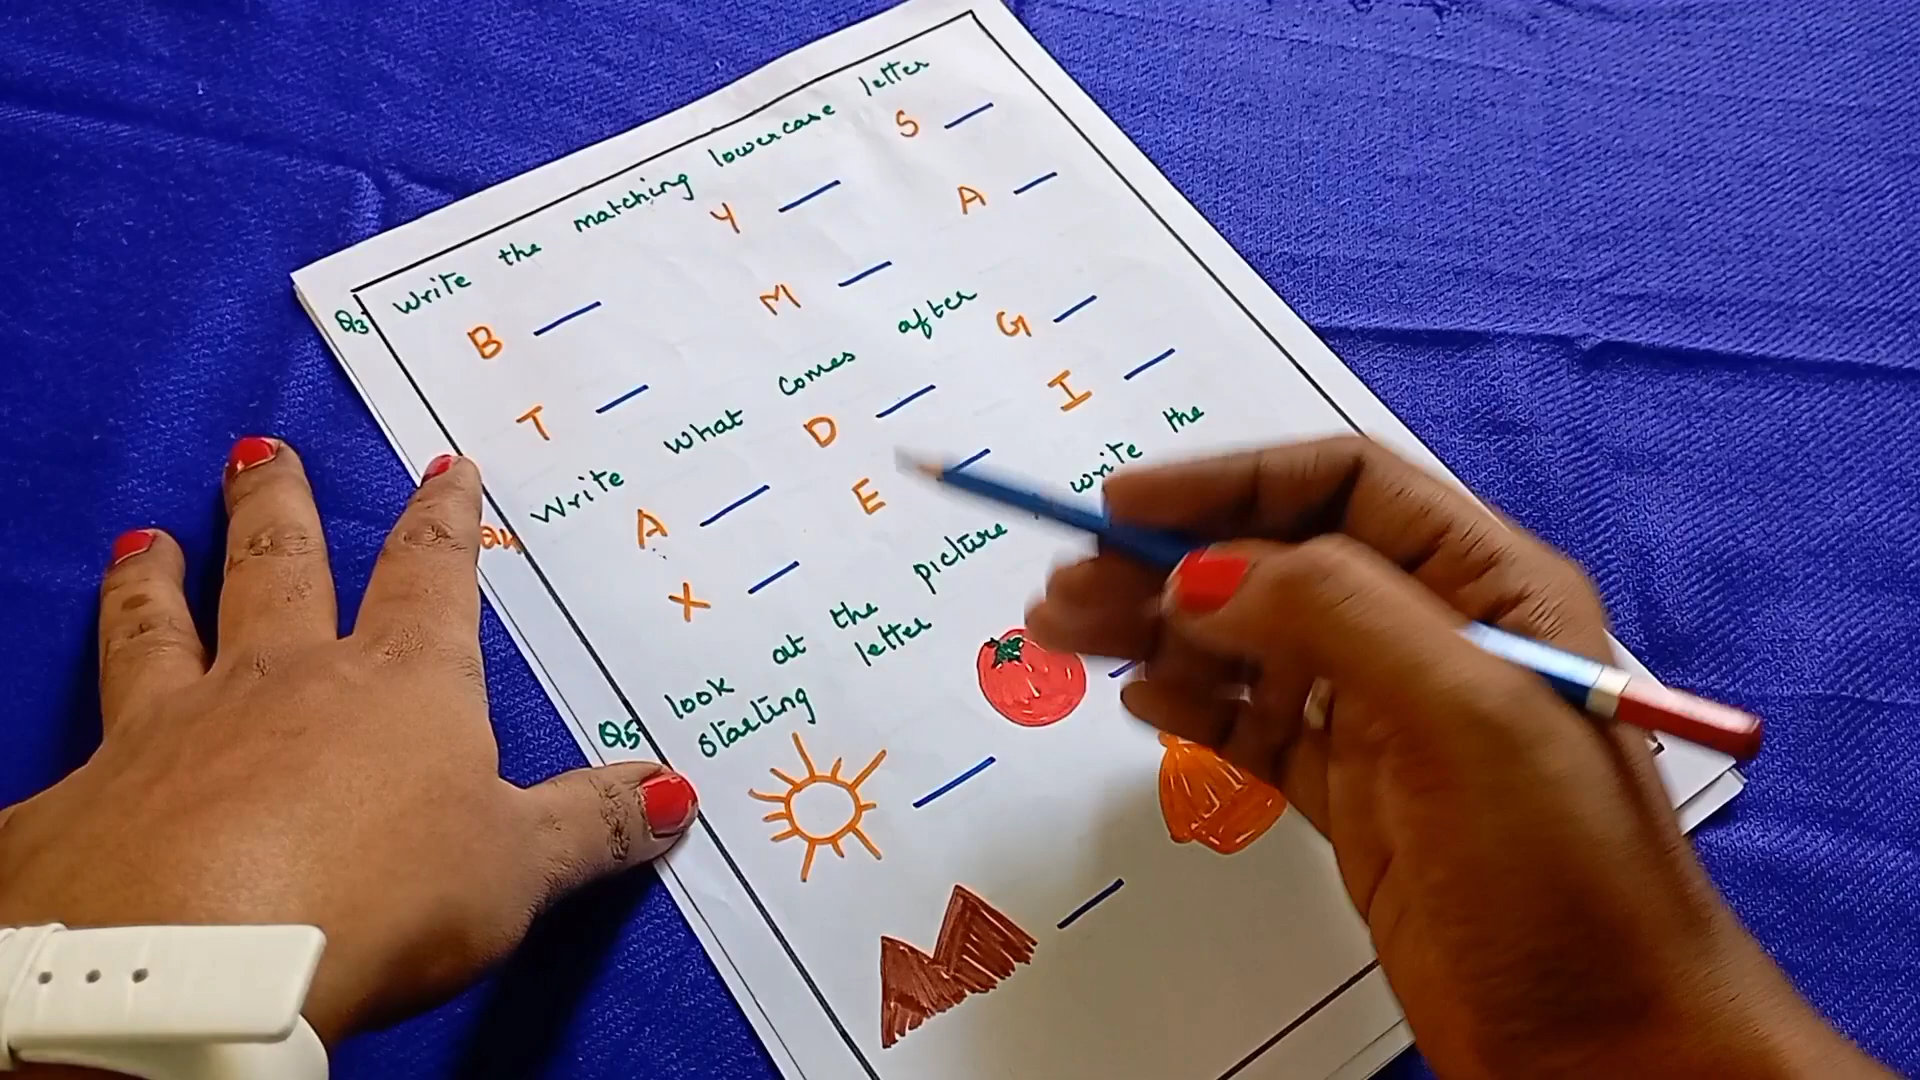 Q3 Write the matching lowercase letter
B — Y — S —
T — M — A —
Q4 Write what comes after
A — D — G —
X — E — I —
Q5 look at the picture write the
starting letter